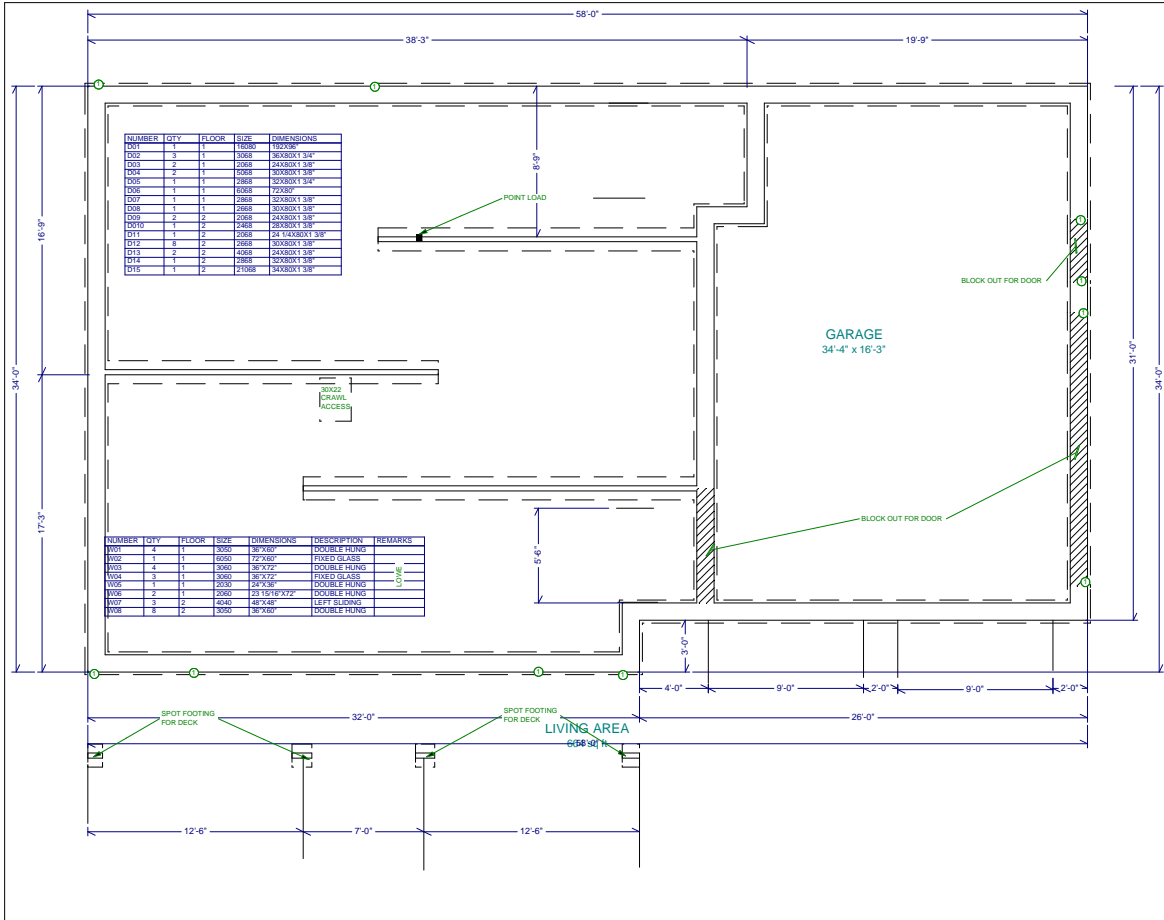 58'-0"
38'-3"
19'-9"
NUMBER QTY FLOOR SIZE DIMENSIONS
D01 1 1 16080 192X96"
D02 3 1 3068 36X80X1 3/4"
D03 2 1 2068 24X80X1 3/8"
D04 2 1 5068 30X80X1 3/8"
D05 1 1 2868 32X80X1 3/4"
D06 1 1 6068 72X80"
D07 1 1 2868 32X80X1 3/8"
D08 1 1 2668 30X80X1 3/8"
D09 2 2 2068 24X80X1 3/8"
D010 1 2 2468 28X80X1 3/8"
D11 1 2 2068 24 1/4X80X1 3/8"
D12 8 2 2668 30X80X1 3/8"
D13 2 2 4068 24X80X1 3/8"
D14 1 2 2868 32X80X1 3/8"
D15 1 2 21068 34X80X1 3/8"
8'-9"
POINT LOAD
16'-9"
34'-0"
17'-3"
BLOCK OUT FOR DOOR
GARAGE
34'-4" x 16'-3"
31'-0"
34'-0"
30X22
CRAWL
ACCESS
BLOCK OUT FOR DOOR
5'-6"
NUMBER QTY FLOOR SIZE DIMENSIONS DESCRIPTION REMARKS
W01 4 1 3050 36"X60" DOUBLE HUNG
W02 1 1 6050 72"X60" FIXED GLASS
W03 4 1 3060 36"X72" DOUBLE HUNG
W04 3 1 3060 36"X72" FIXED GLASS
W05 1 1 2030 24"X36" DOUBLE HUNG
W06 2 1 2060 23 15/16"X72" DOUBLE HUNG
W07 3 2 4040 48"X48" LEFT SLIDING
W08 8 2 3050 36"X60" DOUBLE HUNG
LOWE
3'-0"
4'-0"
9'-0"
2'-0"
9'-0"
2'-0"
SPOT FOOTING
FOR DECK
SPOT FOOTING
FOR DECK
32'-0"
26'-0"
LIVING AREA
58'-0"
12'-6"
7'-0"
12'-6"
1
1
1
1
1
1
1
1
1
1